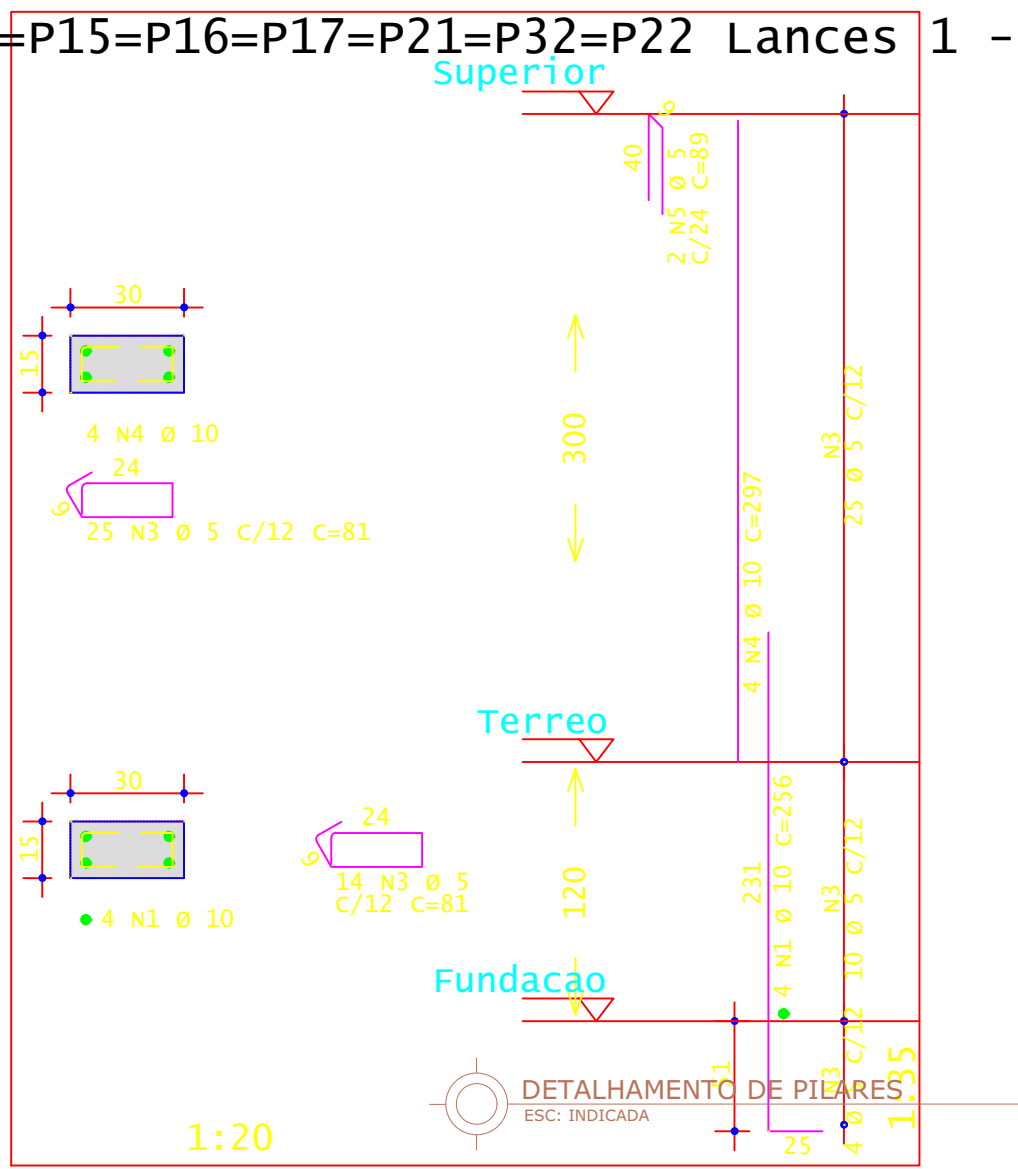 =P15=P16=P17=P21=P32=P22 Lances 1 -
Superior
6
40
2 N5 Ø 5
C/24 C=89
30
15
4 N4 Ø 10
24
9
25 N3 Ø 5 C/12 C=81
300
4 N4 Ø 10 C=297
N3
25 Ø 5 C/12
Terreo
30
15
4 N1 Ø 10
24
9
14 N3 Ø 5
C/12 C=81
120
231
4 N1 Ø 10 C=256
N3
10 Ø 5 C/12
Fundacao
51
N3
4 Ø 5 C/12
1:35
DETALHAMENTO DE PILARES
ESC: INDICADA
25
1:20